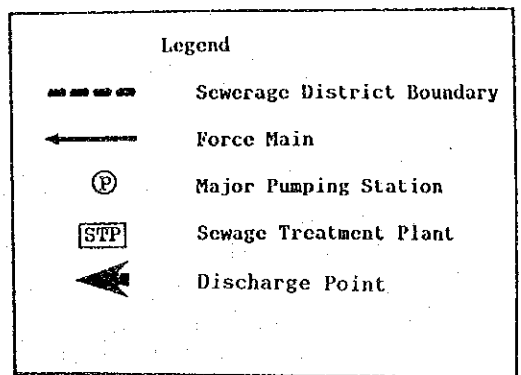 Legend
Sewerage District Boundary
Force Main
P Major Pumping Station
STP Sewage Treatment Plant
Discharge Point